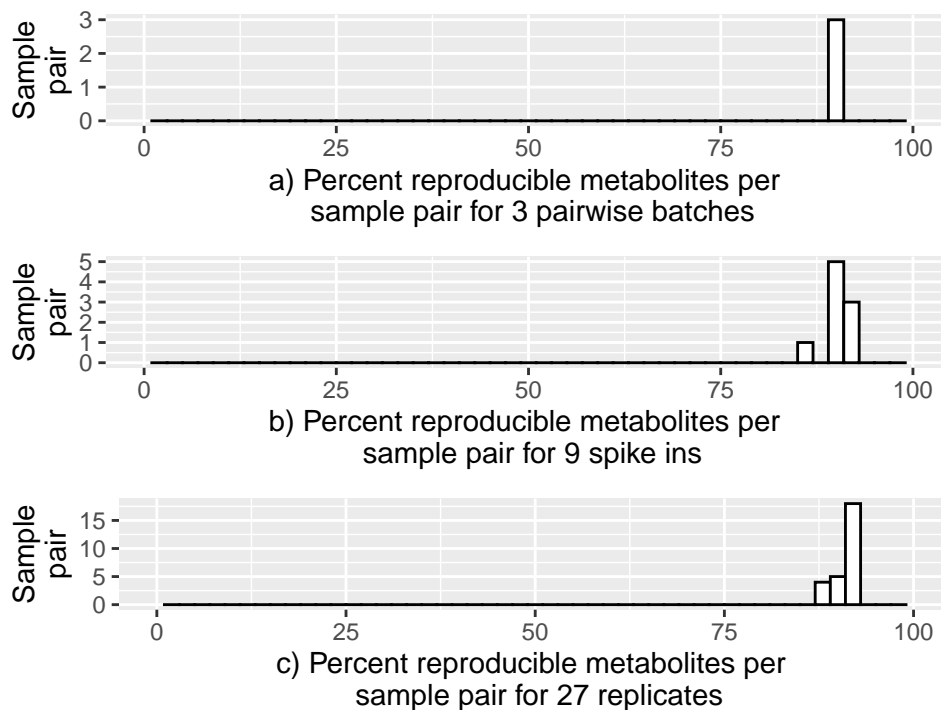 Sample
pair
3
2
1
0
0 25 50 75 100
a) Percent reproducible metabolites per
sample pair for 3 pairwise batches
Sample
pair
5
4
3
2
1
0
0 25 50 75 100
b) Percent reproducible metabolites per
sample pair for 9 spike ins
Sample
pair
15
10
5
0
0 25 50 75 100
c) Percent reproducible metabolites per
sample pair for 27 replicates